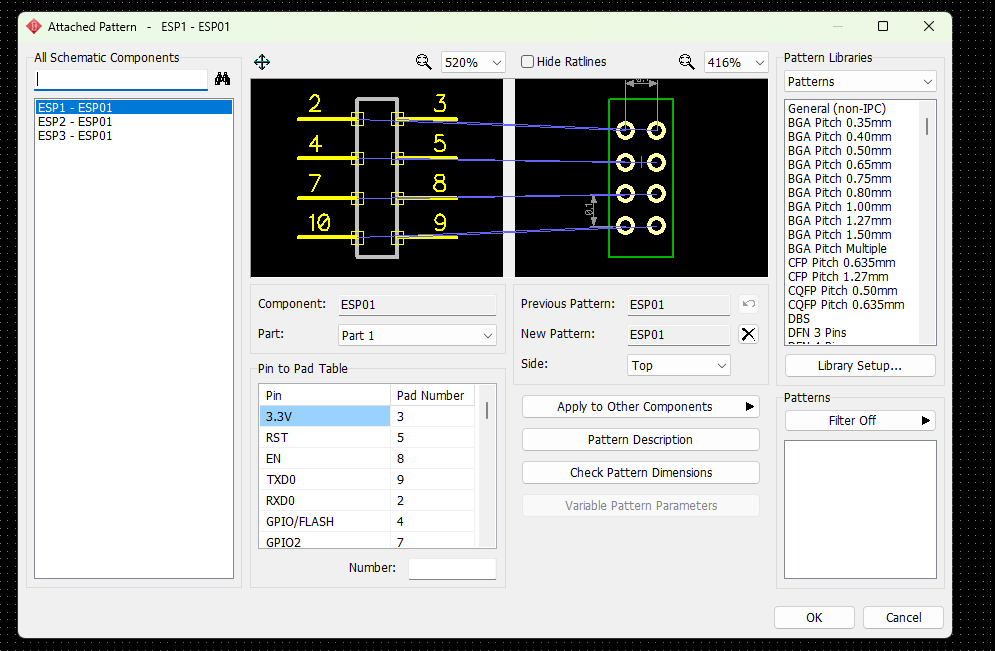 Attached Pattern - ESP1 - ESP01
All Schematic Components
ESP1 - ESP01
ESP2 - ESP01
ESP3 - ESP01
520%
Hide Ratlines
416%
2 3
4 5
7 8
10 9
0.1
Component: ESP01
Part: Part 1
Pin to Pad Table
Pin Pad Number
3.3V 3
RST 5
EN 8
TXD0 9
RXD0 2
GPIO/FLASH 4
GPIO2 7
Number:
Previous Pattern: ESP01
New Pattern: ESP01
Side: Top
Apply to Other Components
Pattern Description
Check Pattern Dimensions
Variable Pattern Parameters
Pattern Libraries
Patterns
General (non-IPC)
BGA Pitch 0.35mm
BGA Pitch 0.40mm
BGA Pitch 0.50mm
BGA Pitch 0.65mm
BGA Pitch 0.75mm
BGA Pitch 0.80mm
BGA Pitch 1.00mm
BGA Pitch 1.27mm
BGA Pitch 1.50mm
BGA Pitch Multiple
CFP Pitch 0.635mm
CFP Pitch 1.27mm
CQFP Pitch 0.50mm
CQFP Pitch 0.635mm
DBS
DFN 3 Pins
Library Setup...
Patterns
Filter Off
OK
Cancel